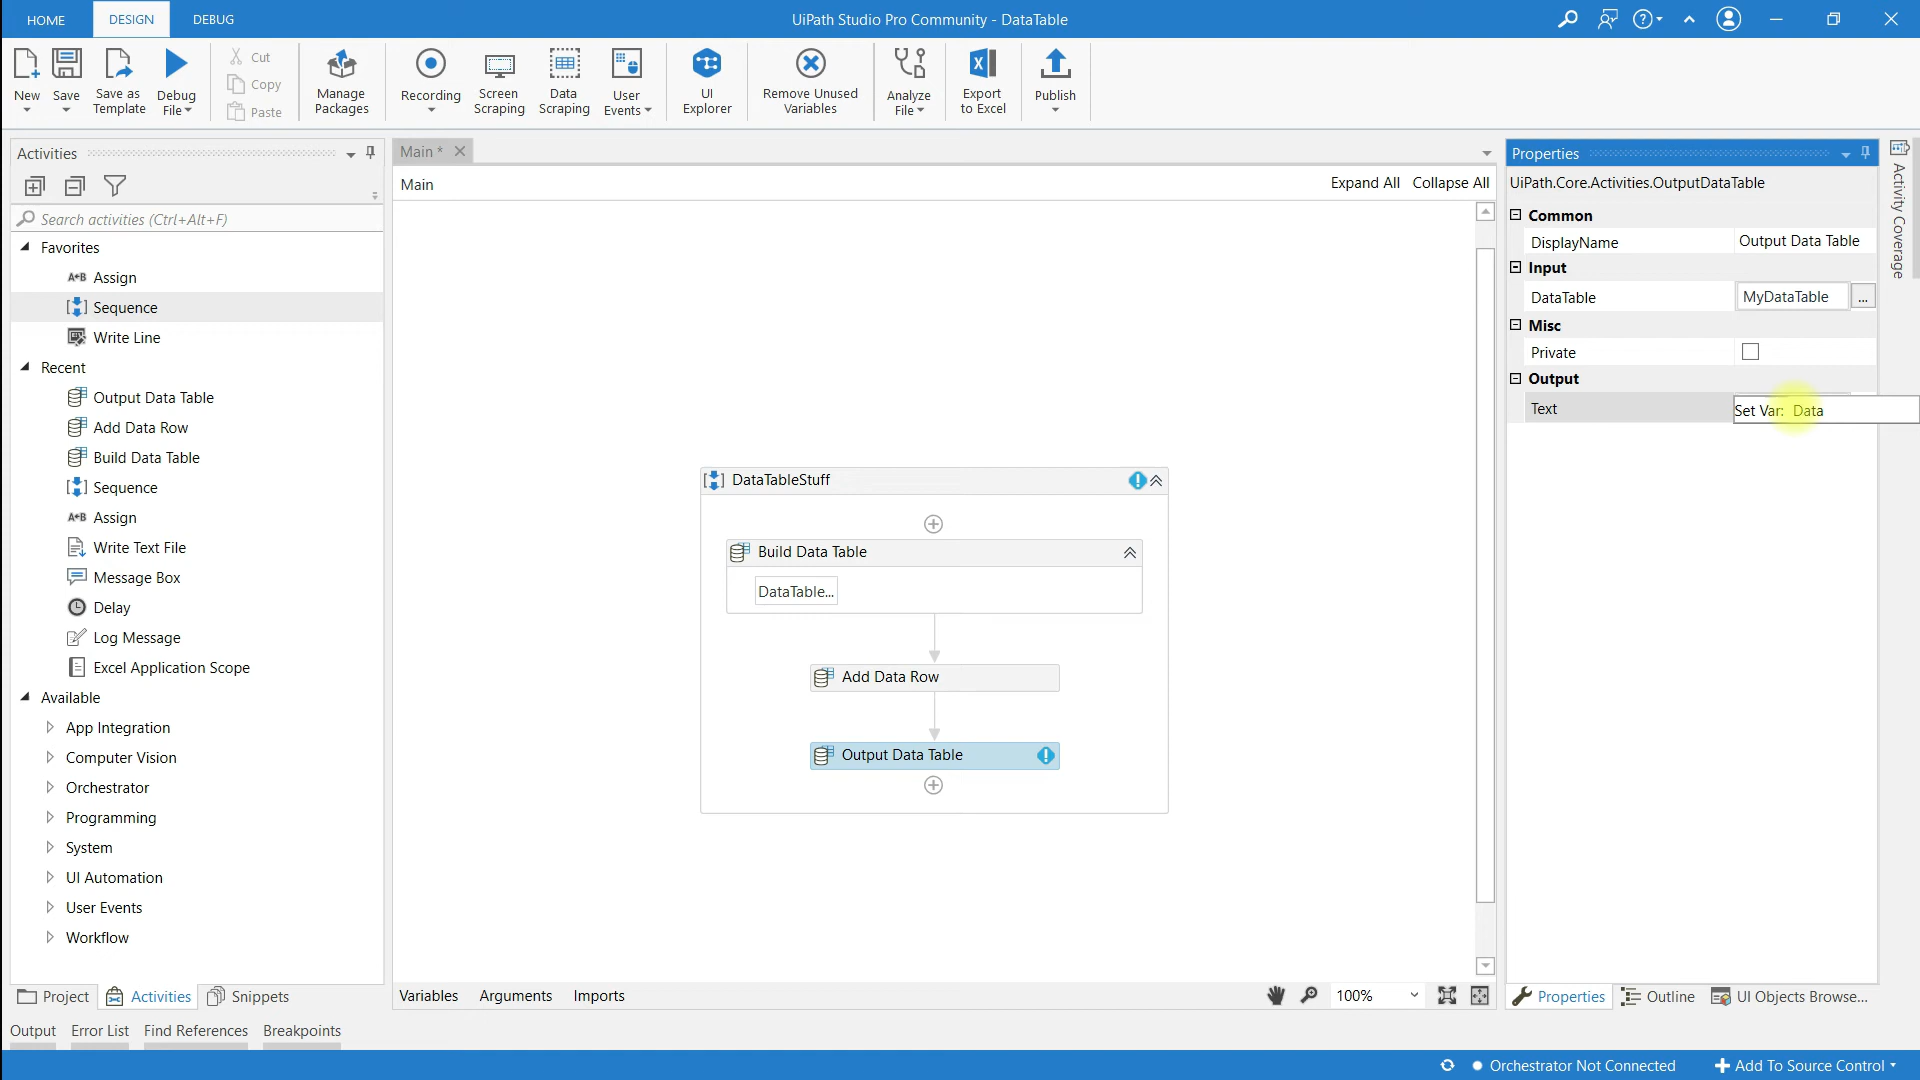 HOME DESIGN DEBUG
UiPath Studio Pro Community - DataTable
New
Save
Save as Template
Debug File
Cut
Copy
Paste
Manage Packages
Recording
Screen Scraping
Data Scraping
User Events
UI Explorer
Remove Unused Variables
Analyze File
Export to Excel
Publish
Activities
Search activities (Ctrl+Alt+F)
Favorites
A+B Assign
Sequence
Write Line
Recent
Output Data Table
Add Data Row
Build Data Table
Sequence
A+B Assign
Write Text File
Message Box
Delay
Log Message
Excel Application Scope
Available
App Integration
Computer Vision
Orchestrator
Programming
System
UI Automation
User Events
Workflow
Project Activities Snippets
Main *
Main
Expand All Collapse All
DataTableStuff
Build Data Table
DataTable...
Add Data Row
Output Data Table
Variables Arguments Imports
100%
Properties
UiPath.Core.Activities.OutputDataTable
Common
DisplayName Output Data Table
Input
DataTable MyDataTable ...
Misc
Private
Output
Text Set Var: Data
Activity Coverage
Properties Outline UI Objects Browse...
Output Error List Find References Breakpoints
Orchestrator Not Connected Add To Source Control